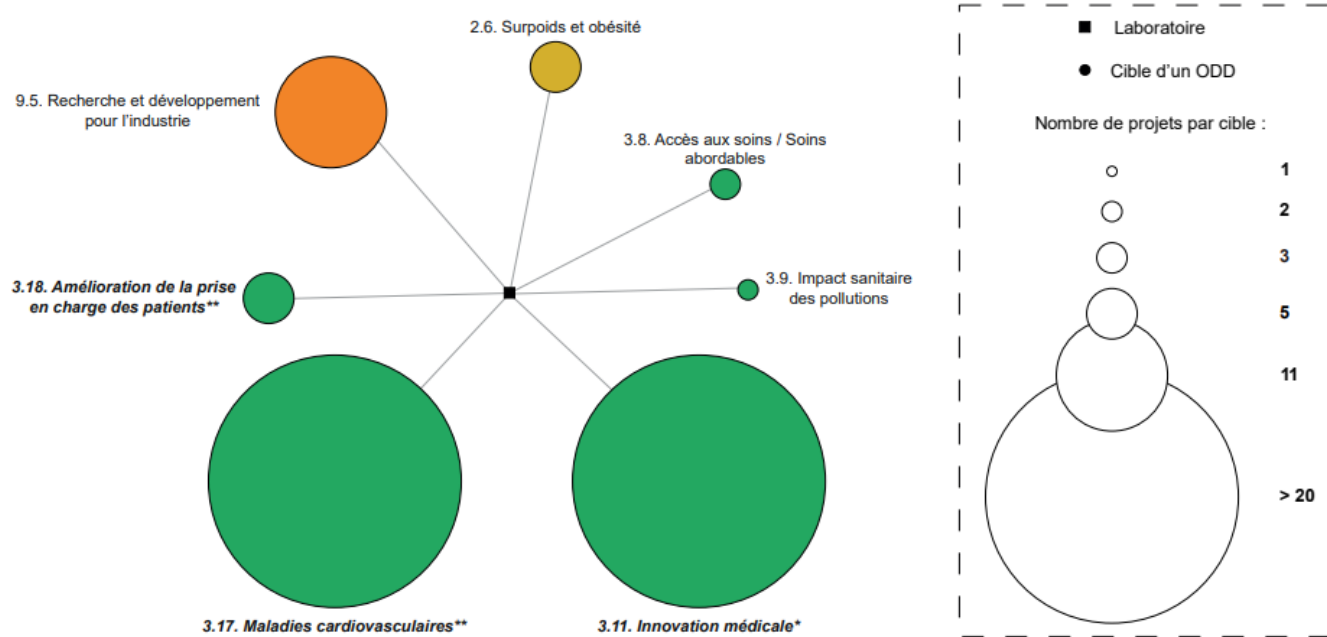 2.6. Surpoids et obésité
9.5. Recherche et développement
pour l'industrie
3.8. Accès aux soins / Soins
abordables
3.18. Amélioration de la prise
en charge des patients**
3.9. Impact sanitaire
des pollutions
3.17. Maladies cardiovasculaires**
3.11. Innovation médicale*
Laboratoire
Cible d'un ODD
Nombre de projets par cible :
1
2
3
5
11
> 20